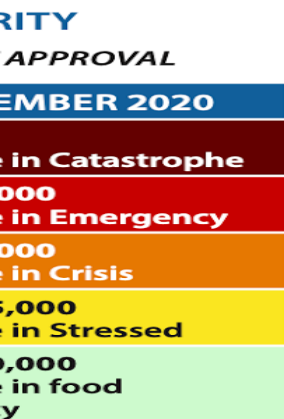 RITY
APPROVAL
EMBER 2020
e in Catastrophe
000
e in Emergency
000
e in Crisis
5,000
e in Stressed
0,000
e in food
y